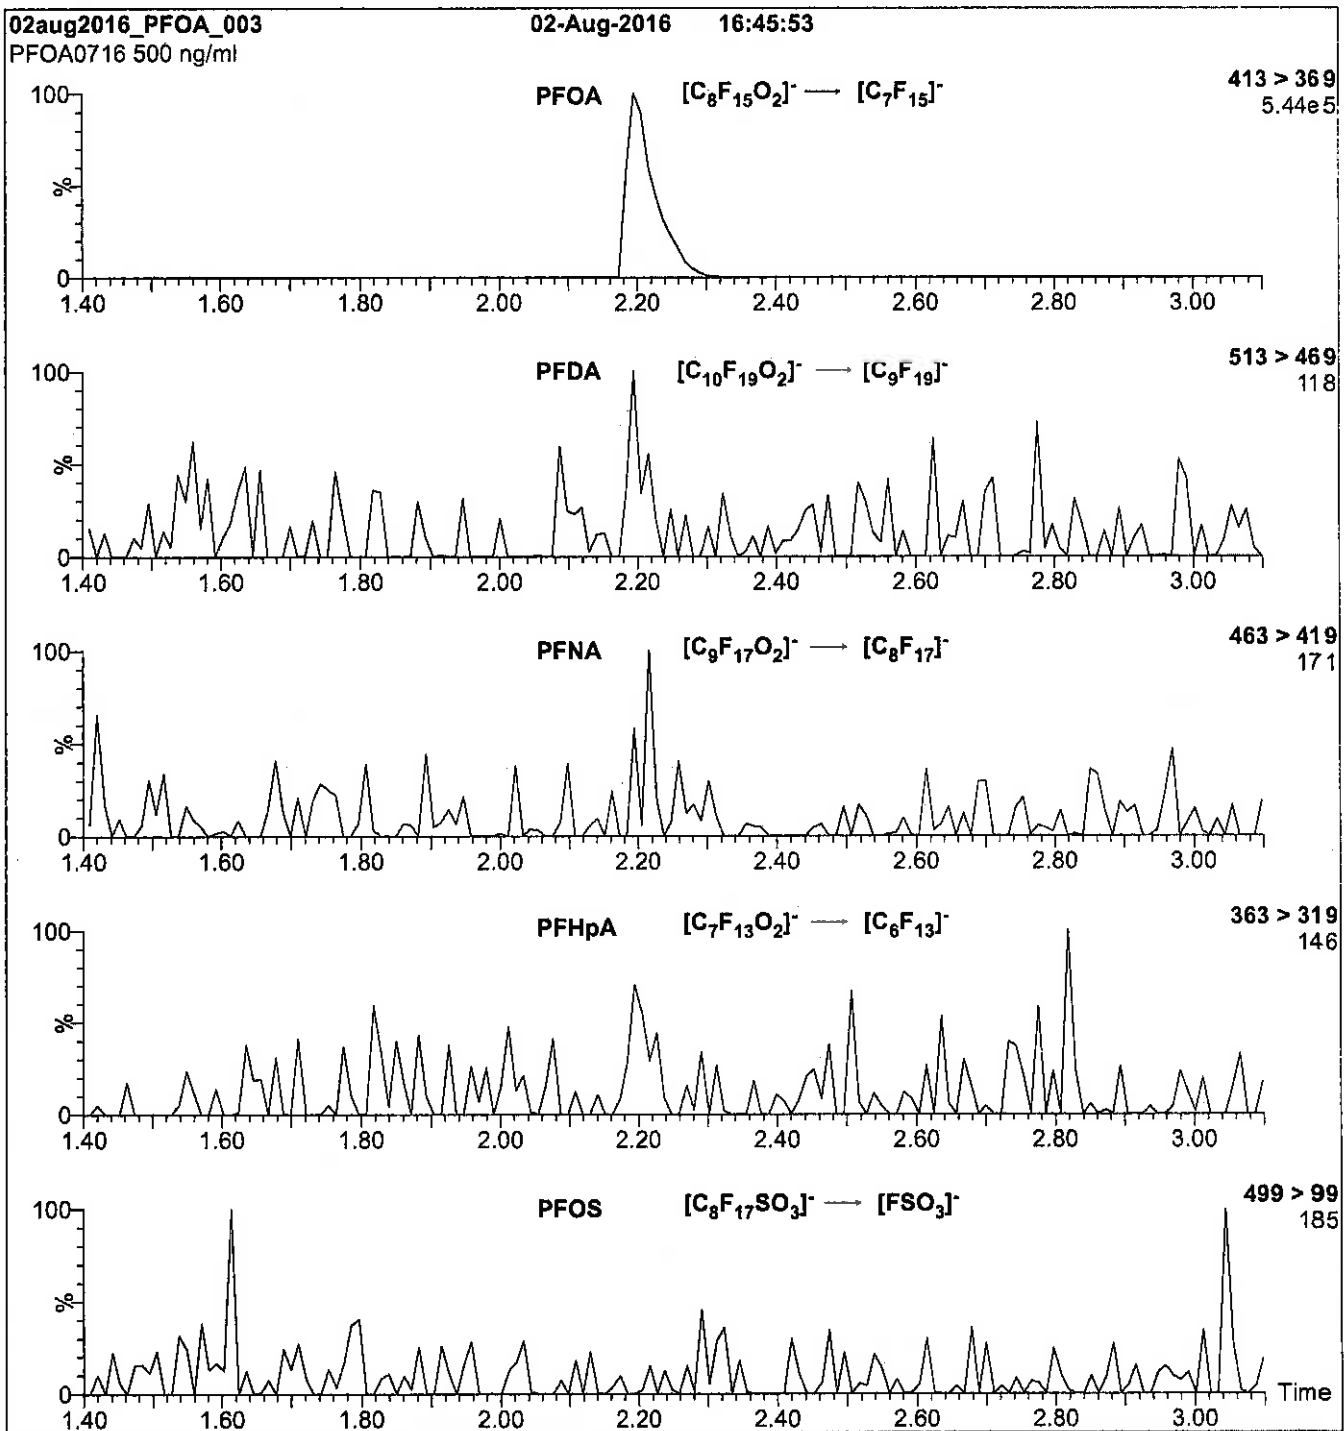 02aug2016_PFOA_003 02-Aug-2016 16:45:53
PFOA0716 500 ng/ml
PFOA [C₈F₁₅O₂]⁻ → [C₇F₁₅]⁻ 413 > 369
5.44e5
100
%
0
1.40 1.60 1.80 2.00 2.20 2.40 2.60 2.80 3.00
PFDA [C₁₀F₁₉O₂]⁻ → [C₉F₁₉]⁻ 513 > 469
118
100
%
0
1.40 1.60 1.80 2.00 2.20 2.40 2.60 2.80 3.00
PFNA [C₉F₁₇O₂]⁻ → [C₈F₁₇]⁻ 463 > 419
171
100
%
0
1.40 1.60 1.80 2.00 2.20 2.40 2.60 2.80 3.00
PFHpA [C₇F₁₃O₂]⁻ → [C₆F₁₃]⁻ 363 > 319
146
100
%
0
1.40 1.60 1.80 2.00 2.20 2.40 2.60 2.80 3.00
PFOS [C₈F₁₇SO₃]⁻ → [FSO₃]⁻ 499 > 99
185
100
%
0 Time
1.40 1.60 1.80 2.00 2.20 2.40 2.60 2.80 3.00